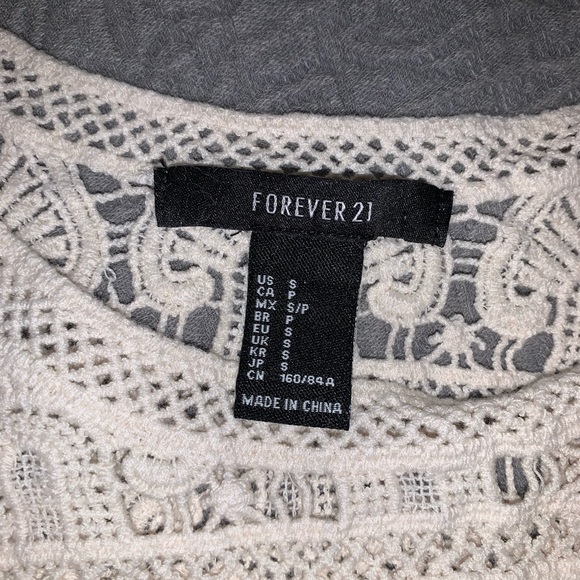 FOREVER 21
US S
CA P
MX S/P
BR P
EU S
UK S
KR S
JP S
CN 160/84A
MADE IN CHINA